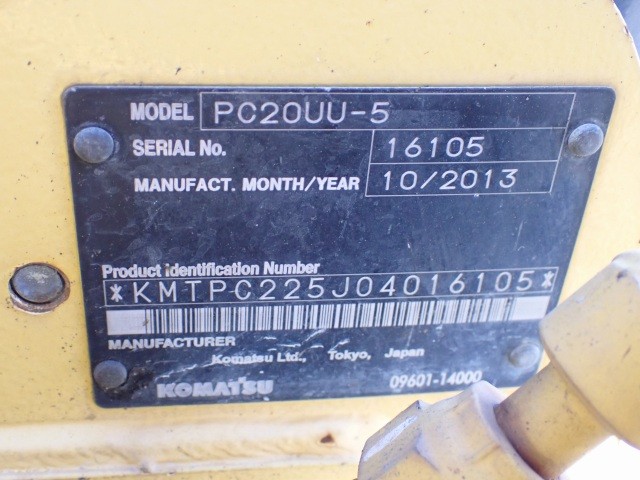 MODEL PC20UU-5
SERIAL No. 16105
MANUFACT. MONTH/YEAR 10/2013
Product Identification Number
*KMTPC225J04016105*
MANUFACTURER
Komatsu Ltd., Tokyo, Japan
KOMATSU 09601-14000